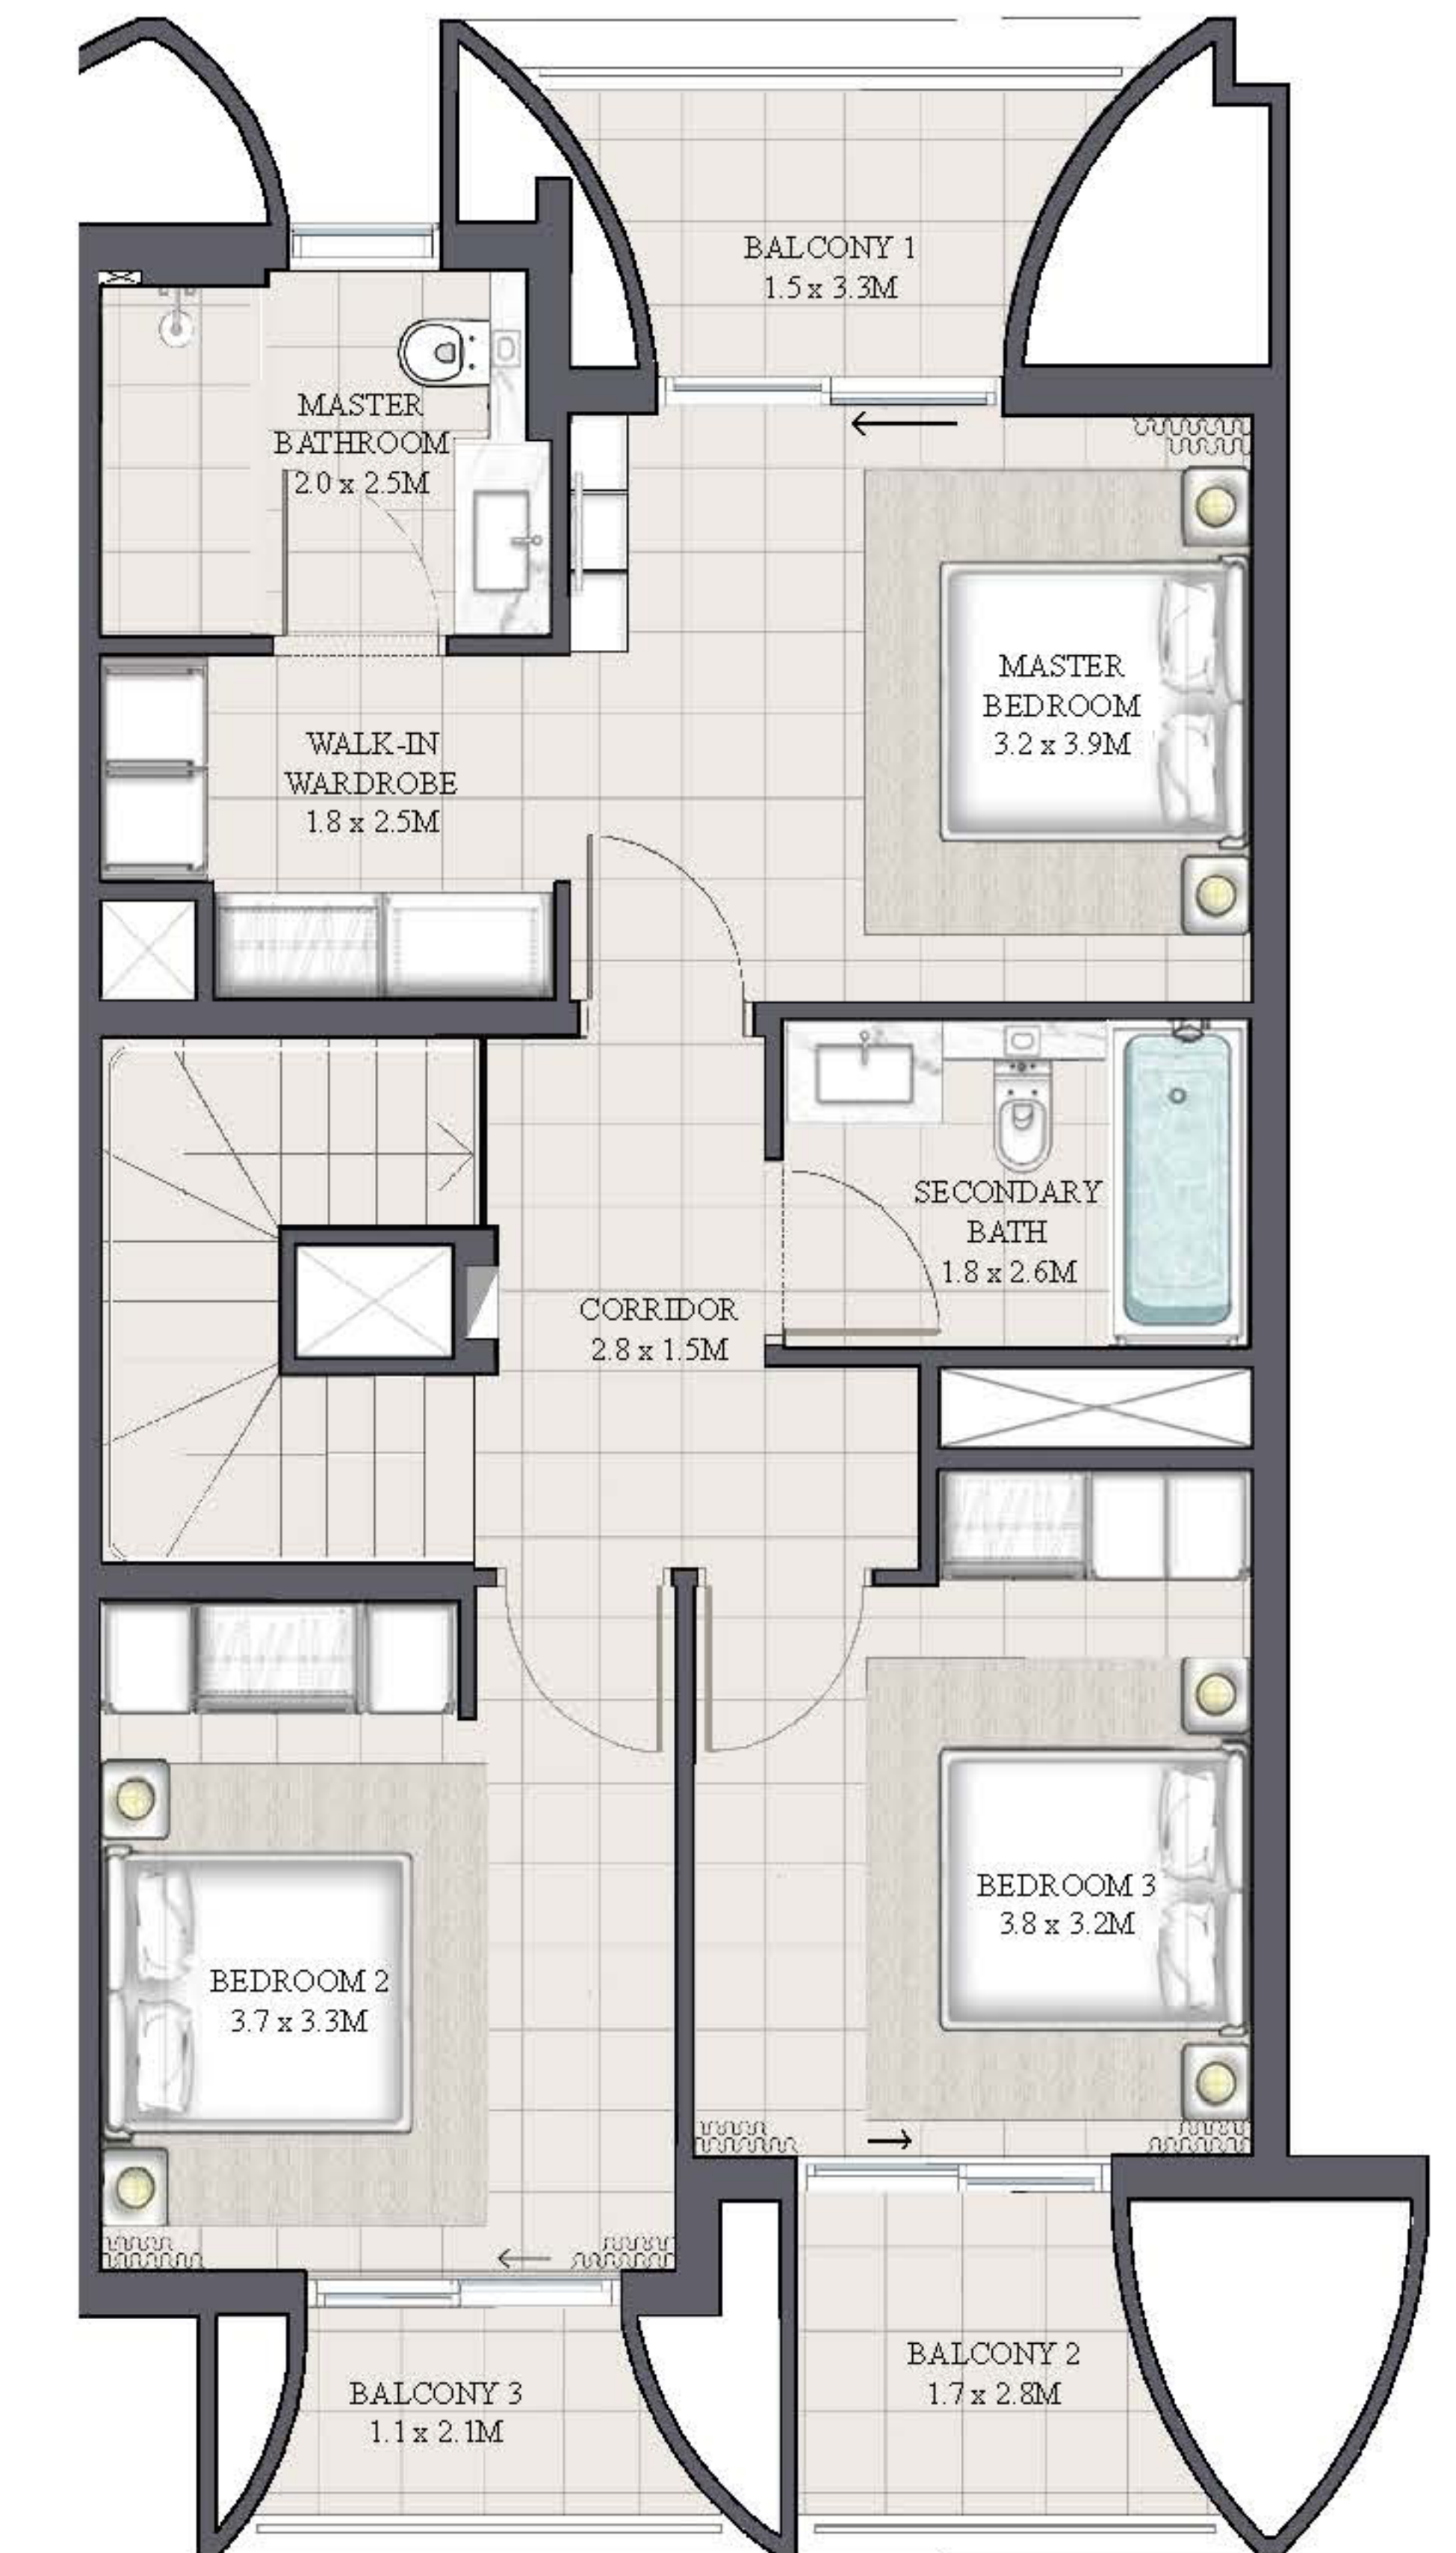 BALCONY 1
1.5 x 3.3M
MASTER
BATHROOM
2.0 x 2.5M
MASTER
BEDROOM
3.2 x 3.9M
WALK-IN
WARDROBE
1.8 x 2.5M
SECONDARY
BATH
1.8 x 2.6M
CORRIDOR
2.8 x 1.5M
BEDROOM 3
3.8 x 3.2M
BEDROOM 2
3.7 x 3.3M
BALCONY 2
1.7 x 2.8M
BALCONY 3
1.1 x 2.1M